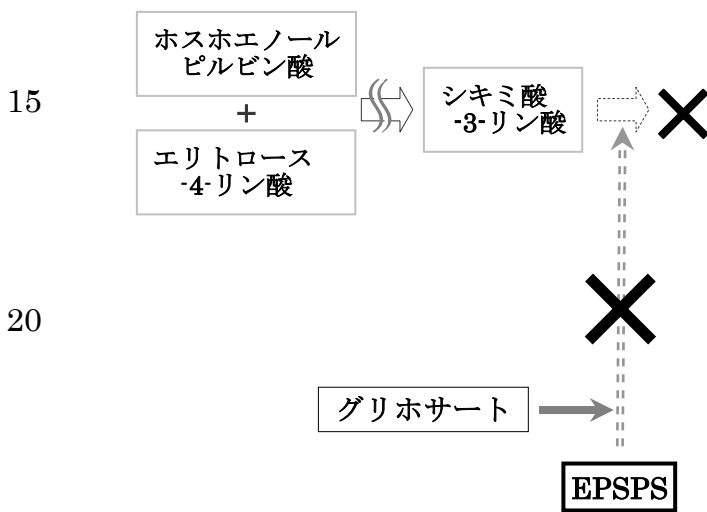 ホスホエノール
ピルビン酸
15
+
シキミ酸
-3-リン酸
エリトロース
-4-リン酸
20
グリホサート
EPSPS